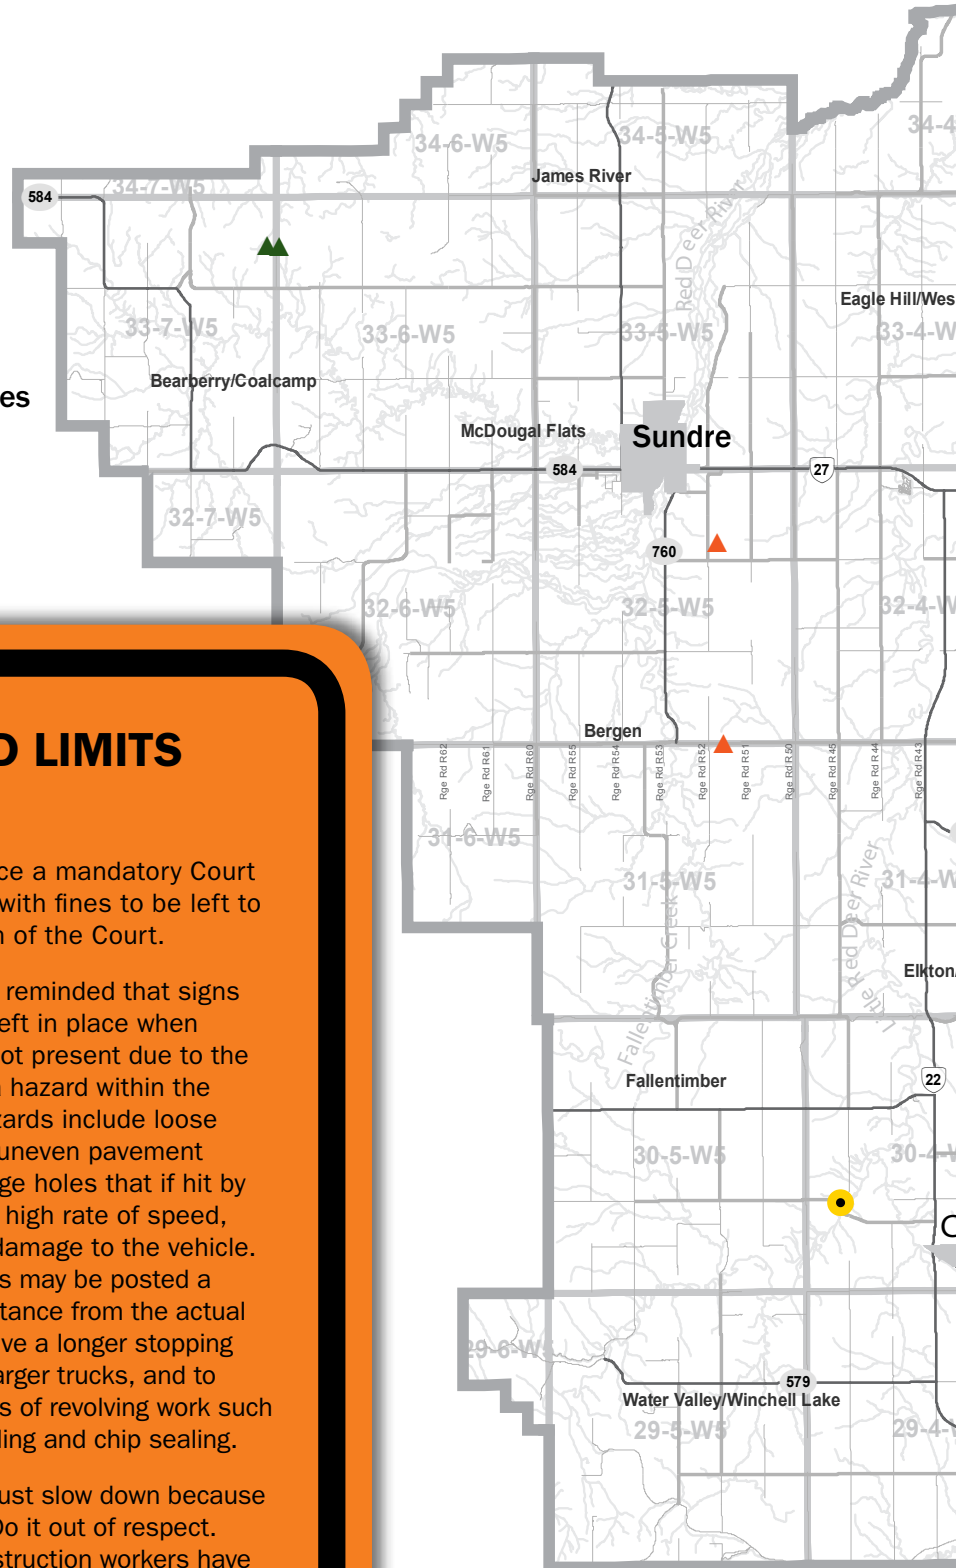 34-4
34-6-W5
34-5-W5
James River
34-7-W5
584
Red Deer River
Eagle Hill/Wes
33-7-W5
33-6-W5
33-5-W5
33-4-W
Bearberry/Coalcamp
es
McDougal Flats
Sundre
584
27
32-7-W5
760
32-6-W5
32-5-W5
32-4-W
Bergen
Rge Rd R62
Rge Rd R61
Rge Rd R60
Rge Rd R55
Rge Rd R54
Rge Rd R53
Rge Rd R52
Rge Rd R51
Rge Rd R50
Rge Rd R45
Rge Rd R44
Rge Rd R43
31-6-W5
31-5-W5
31-4-W
Fallentimber Creek
Little Red Deer River
Elkton/
Fallentimber
22
30-5-W5
30-4-W
C
29-6-W5
579
Water Valley/Winchell Lake
29-5-W5
29-4-W
D LIMITS
ce a mandatory Court
with fines to be left to
n of the Court.
reminded that signs
eft in place when
ot present due to the
a hazard within the
zards include loose
uneven pavement
ge holes that if hit by
high rate of speed,
damage to the vehicle.
s may be posted a
tance from the actual
ve a longer stopping
arger trucks, and to
s of revolving work such
ling and chip sealing.
ust slow down because
Do it out of respect.
struction workers have